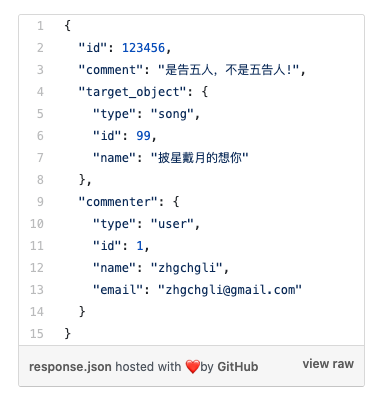 1 {
2 "id": 123456,
3 "comment": "是告五人，不是五告人!",
4 "target_object": {
5 "type": "song",
6 "id": 99,
7 "name": "披星戴月的想你"
8 },
9 "commenter": {
10 "type": "user",
11 "id": 1,
12 "name": "zhgchgli",
13 "email": "zhgchgli@gmail.com"
14 }
15 }
response.json hosted with ❤️by GitHub view raw